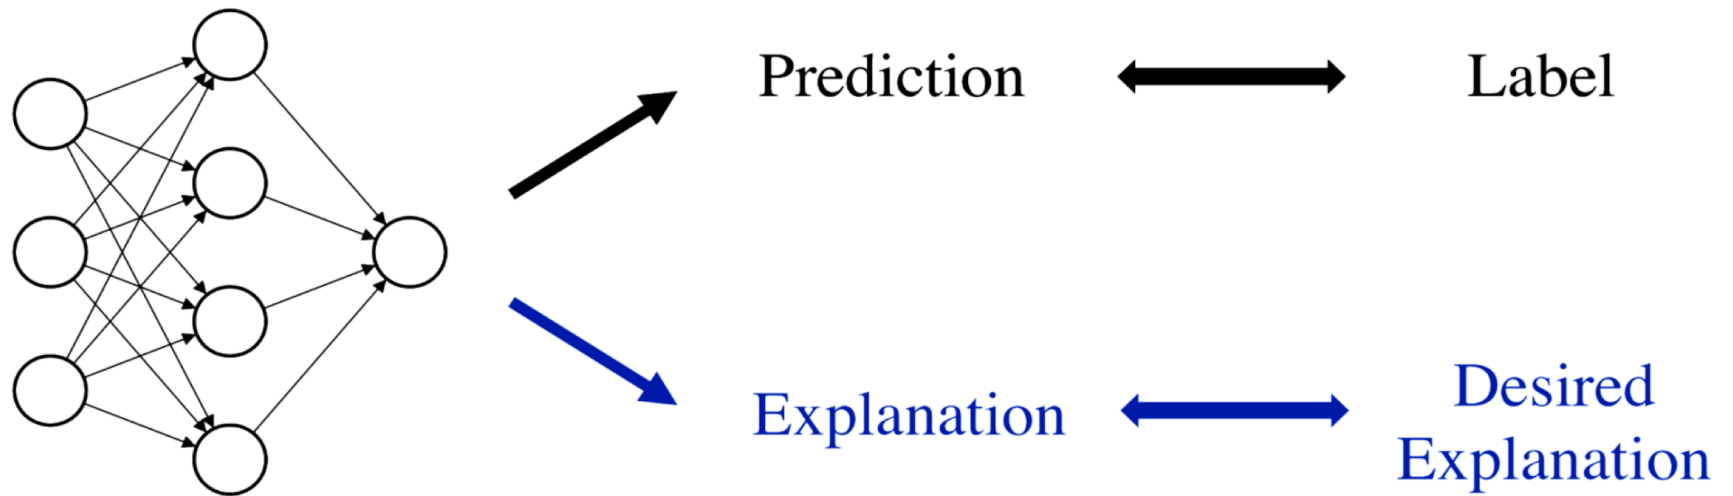 Prediction
Label
Explanation
Desired
Explanation